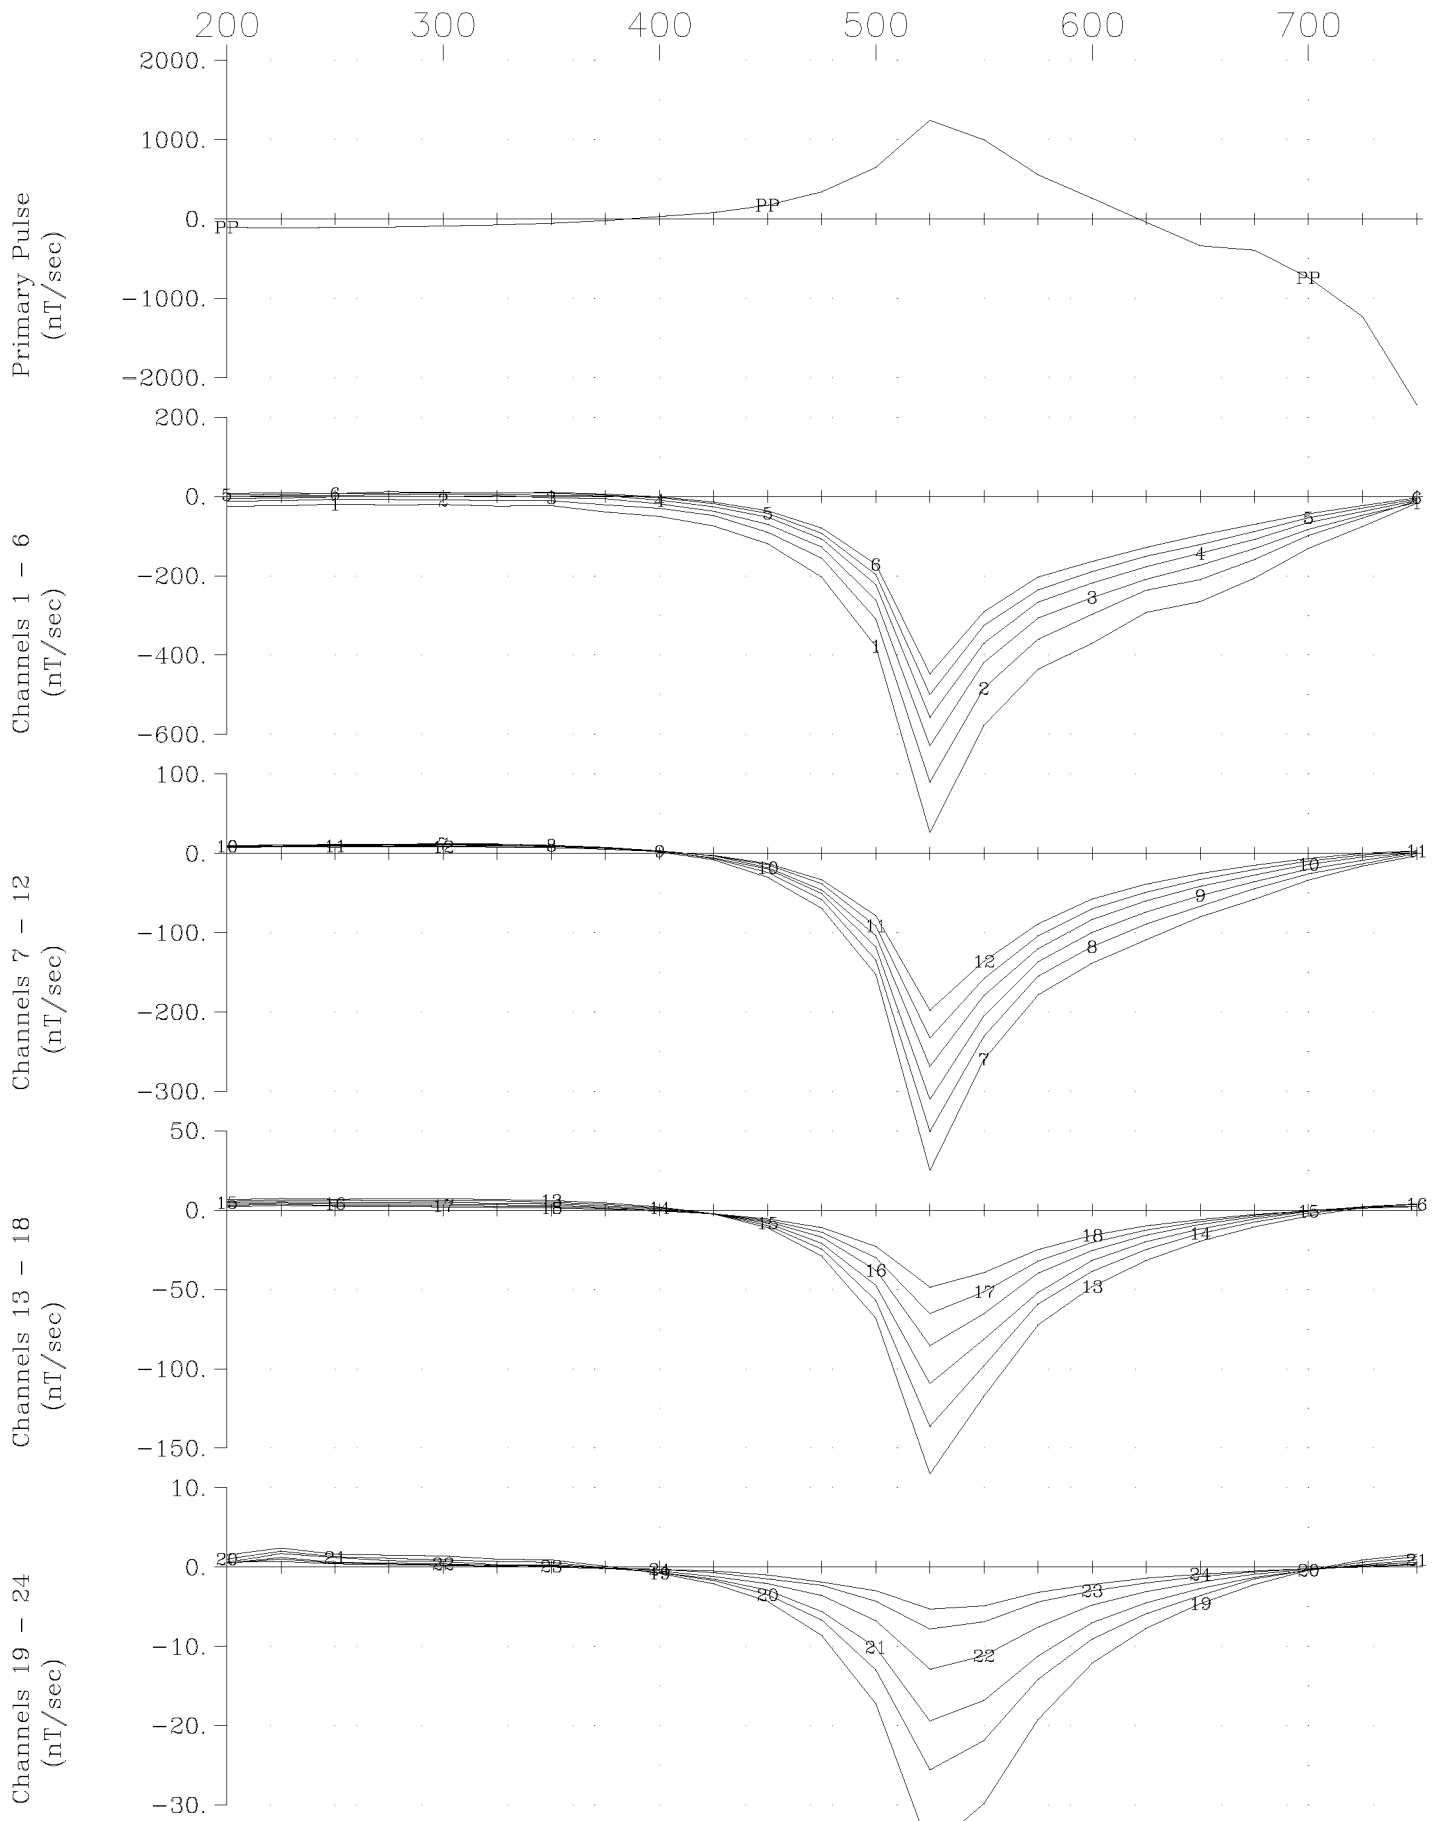 200 300 400 500 600 700
Primary Pulse
(nT/sec)
2000.
1000.
0.
-1000.
-2000.
PP PP PP
Channels 1 - 6
(nT/sec)
200.
0.
-200.
-400.
-600.
5 6 1 2 3 4 5 6 1 2 3 4 5 6 1
Channels 7 - 12
(nT/sec)
100.
0.
-100.
-200.
-300.
10 11 7 12 8 9 10 11 12 7 8 9 10 11
Channels 13 - 18
(nT/sec)
50.
0.
-50.
-100.
-150.
15 16 17 13 18 14 15 16 17 18 13 14 15 16
Channels 19 - 24
(nT/sec)
10.
0.
-10.
-20.
-30.
20 21 22 23 24 19 20 21 22 23 24 19 20 21